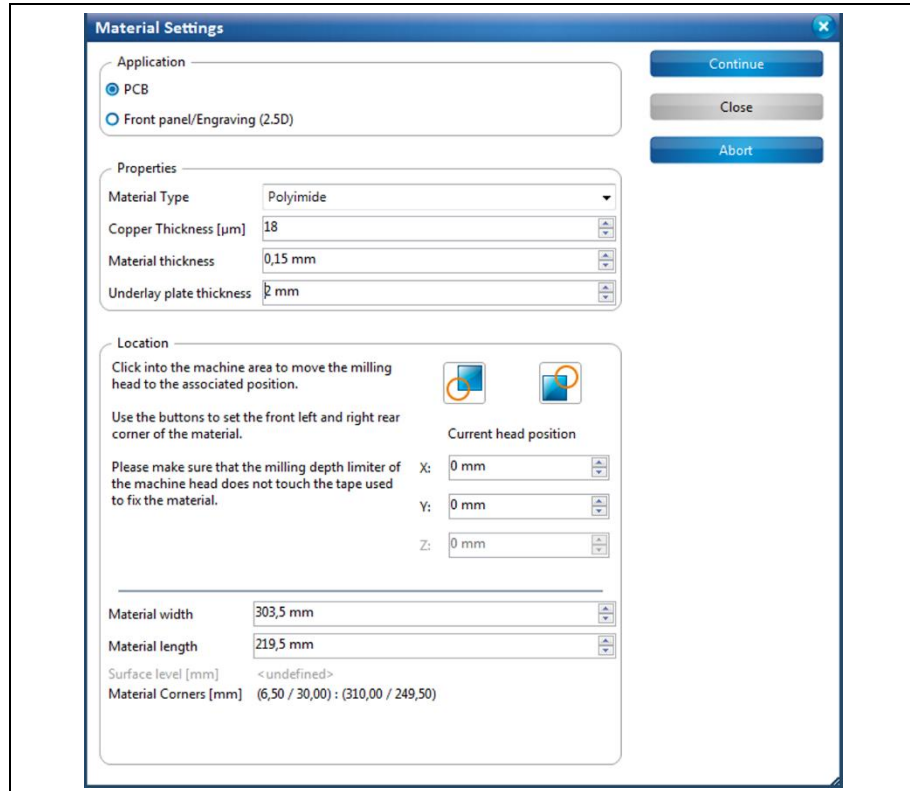 Material Settings
Application
PCB
Front panel/Engraving (2.5D)
Continue
Close
Abort
Properties
Material Type Polyimide
Copper Thickness [µm] 18
Material thickness 0,15 mm
Underlay plate thickness 2 mm
Location
Click into the machine area to move the milling
head to the associated position.
Use the buttons to set the front left and right rear
corner of the material.
Please make sure that the milling depth limiter of
the machine head does not touch the tape used
to fix the material.
Current head position
X: 0 mm
Y: 0 mm
Z: 0 mm
Material width 303,5 mm
Material length 219,5 mm
Surface level [mm] <undefined>
Material Corners [mm] (6,50 / 30,00) : (310,00 / 249,50)